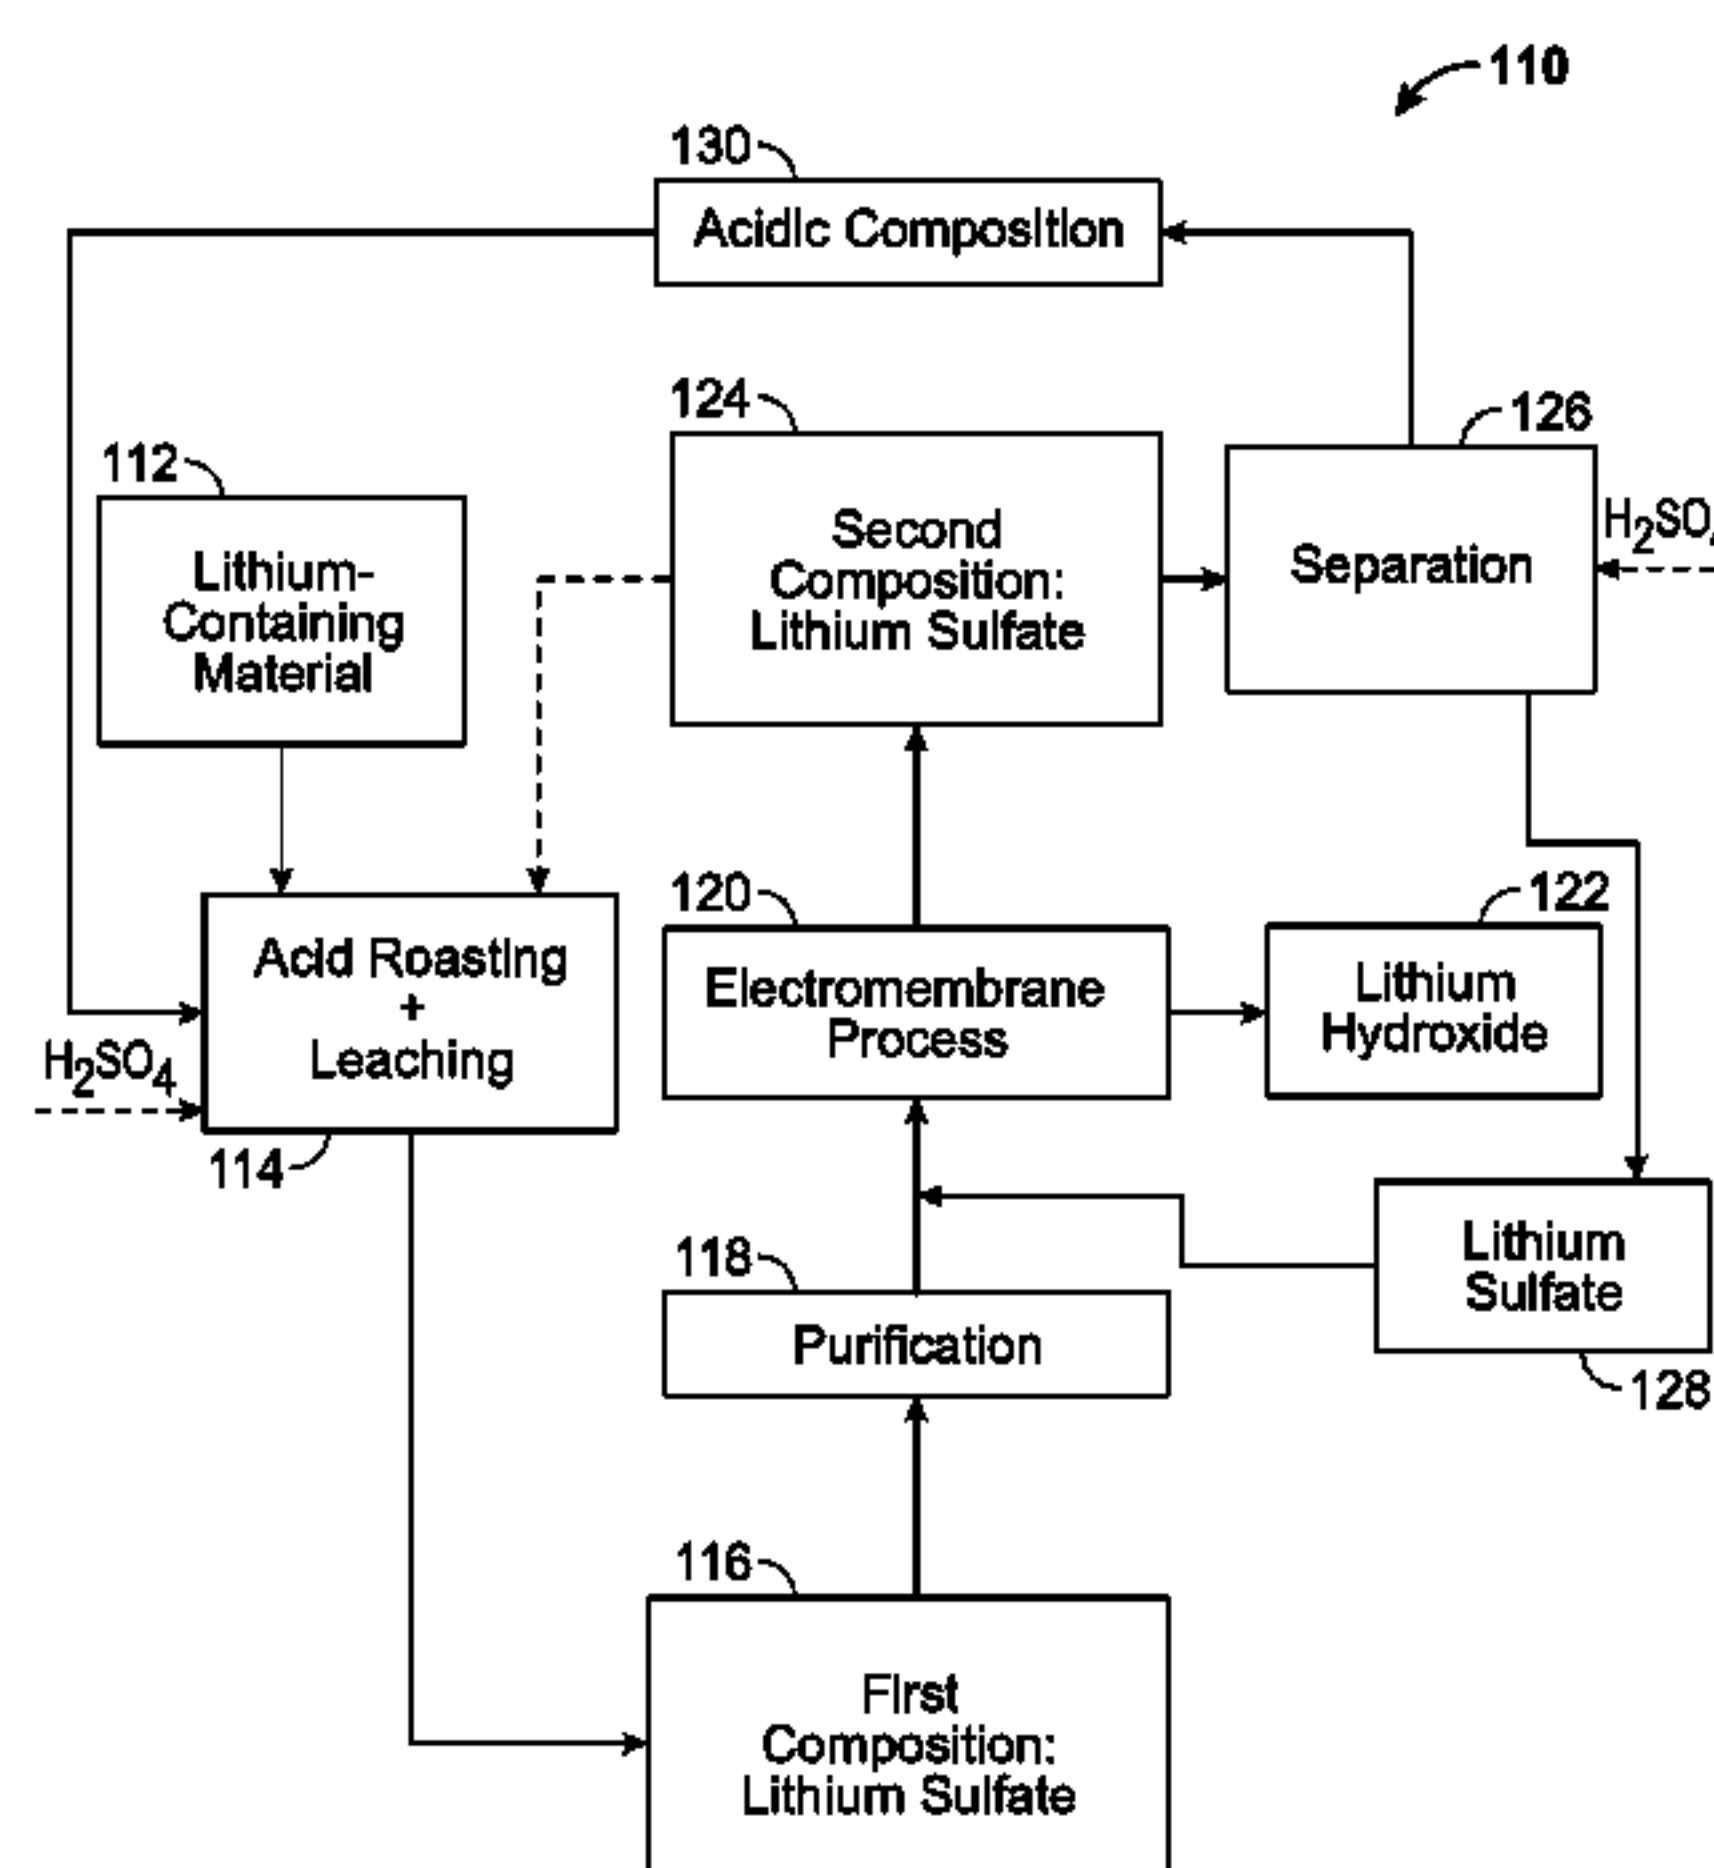 110
130
Acidic Composition
124
126
112
Second
Composition:
Lithium Sulfate
Separation
H2SO
Lithium-
Containing
Material
120
122
Acid Roasting
+
Leaching
Electromembrane
Process
Lithium
Hydroxide
H2SO4
114
118
Purification
Lithium
Sulfate
128
116
First
Composition:
Lithium Sulfate